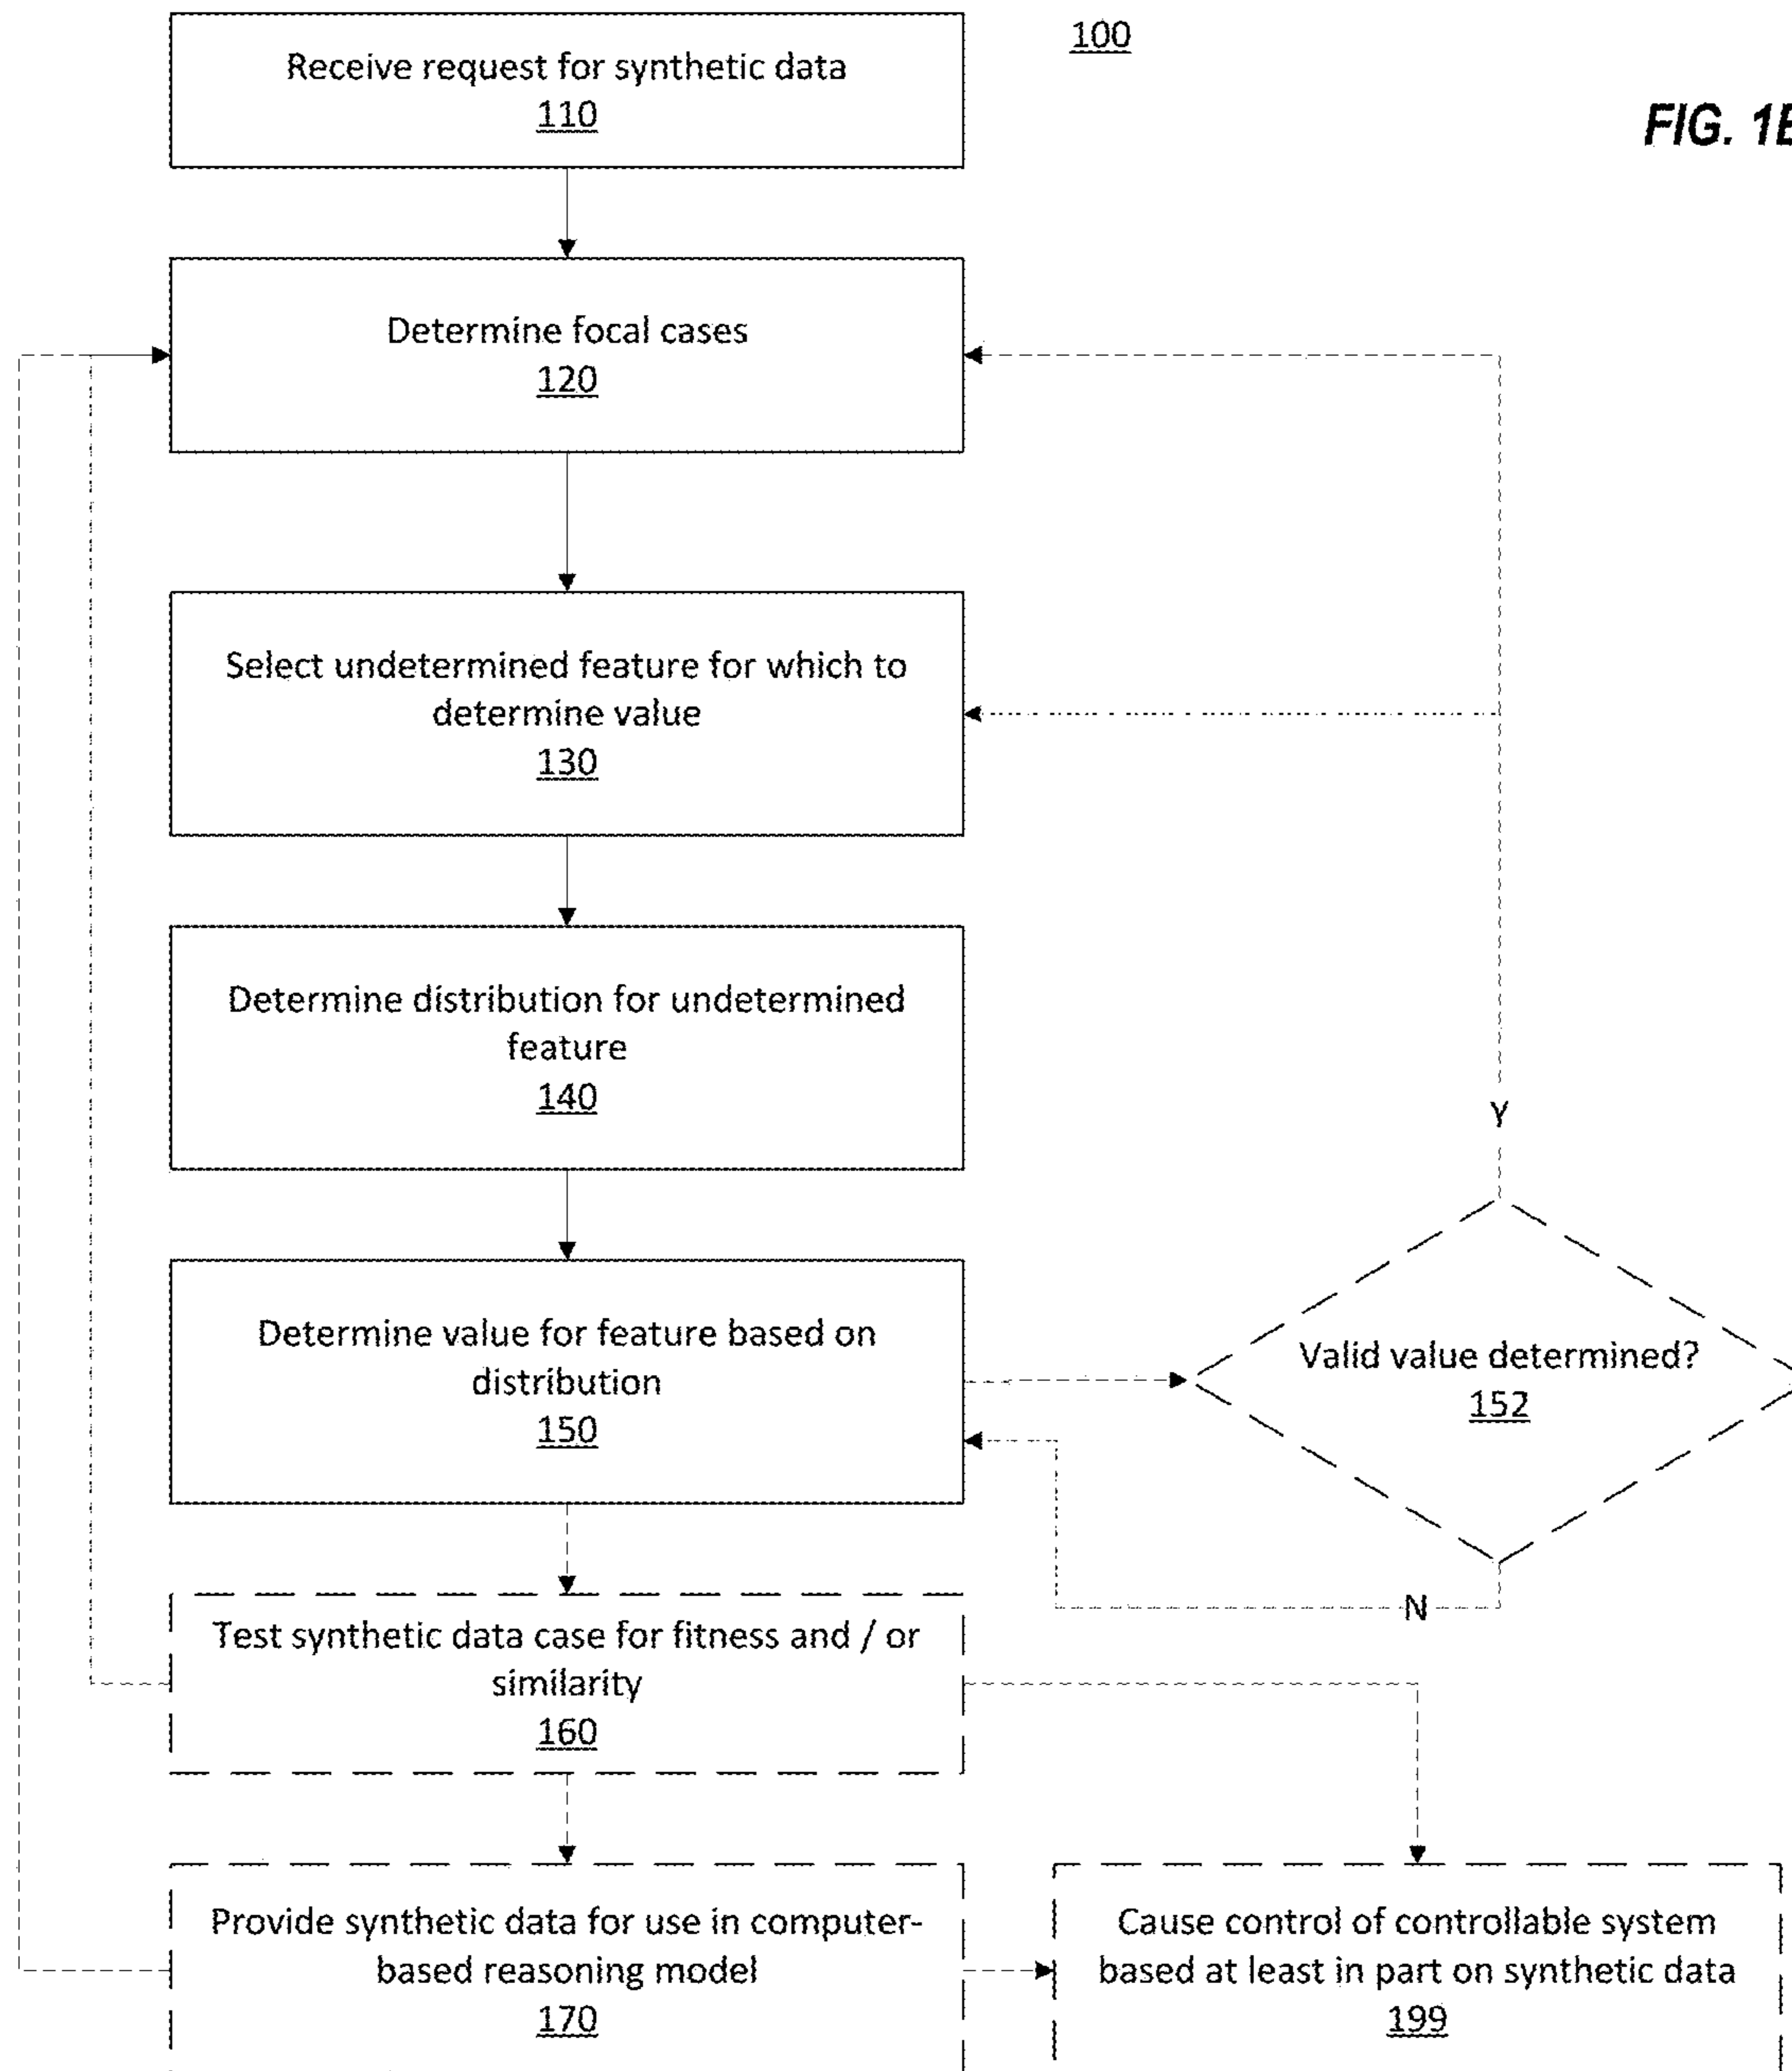 100
FIG. 1B
Receive request for synthetic data
110
Determine focal cases
120
Select undetermined feature for which to
determine value
130
Determine distribution for undetermined
feature
140
Y
Determine value for feature based on
distribution
150
Valid value determined?
152
N
Test synthetic data case for fitness and / or
similarity
160
Provide synthetic data for use in computer-
based reasoning model
170
Cause control of controllable system
based at least in part on synthetic data
199